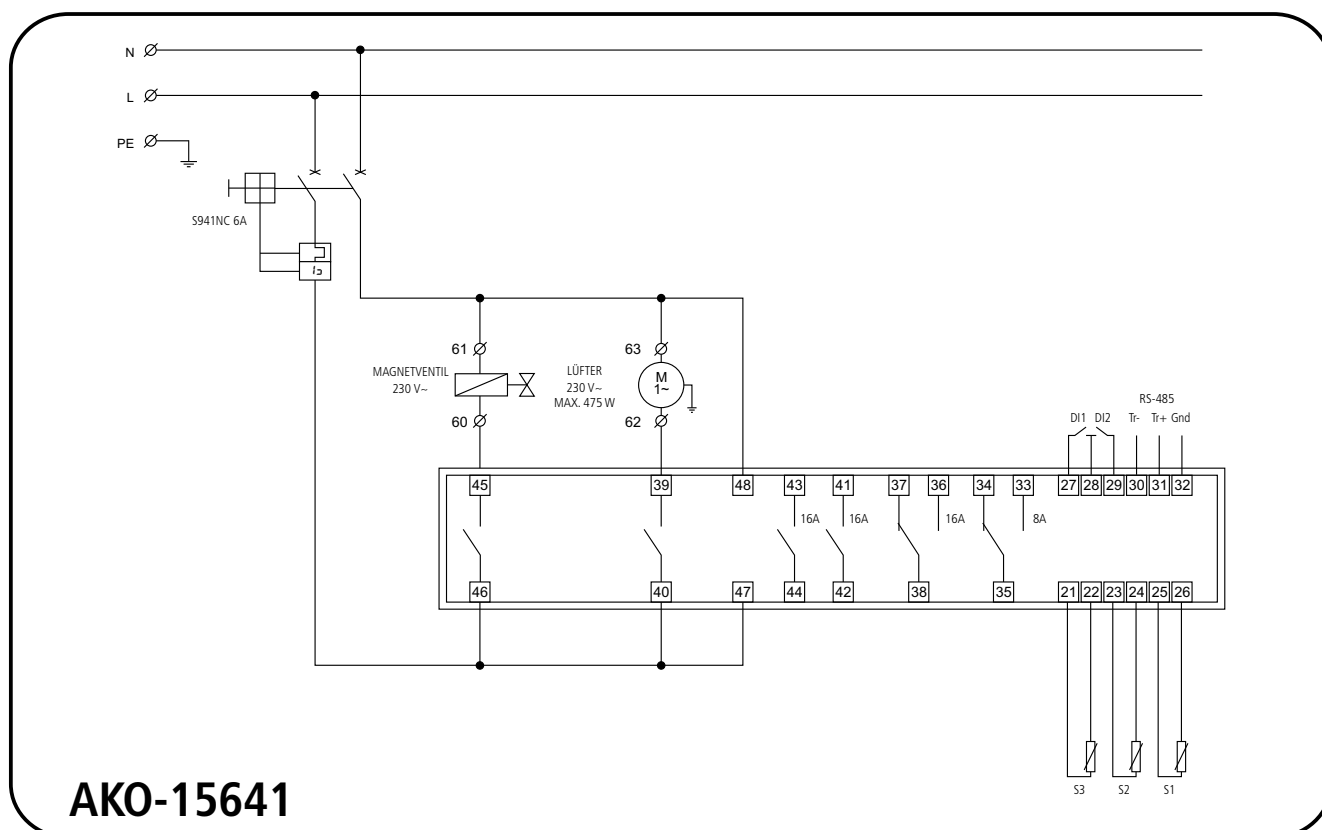 N
L
PE
S941NC 6A
61
63
MAGNETVENTIL
230 V~
LÜFTER
230 V~
MAX. 475 W
M
1~
60
62
RS-485
DI1 DI2 Tr- Tr+ Gnd
45 39 48 43 41 37 36 34 33 27 28 29 30 31 32
16A 16A 16A 8A
46 40 47 44 42 38 35 21 22 23 24 25 26
S3 S2 S1
AKO-15641